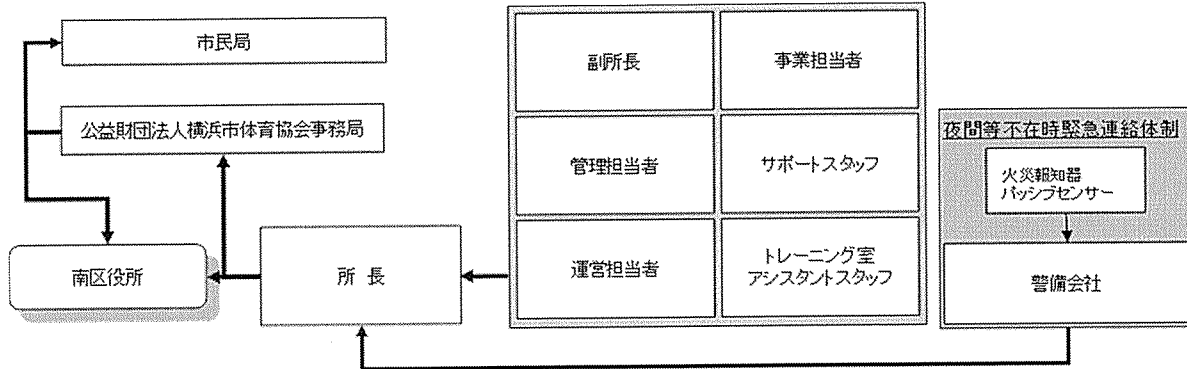 市民局
公益財団法人横浜市体育協会事務局
南区役所
所 長
副所長
事業担当者
管理担当者
サポートスタッフ
運営担当者
トレーニング室
アシスタントスタッフ
夜間等不在時緊急連絡体制
火災報知器
パッシブセンサー
警備会社